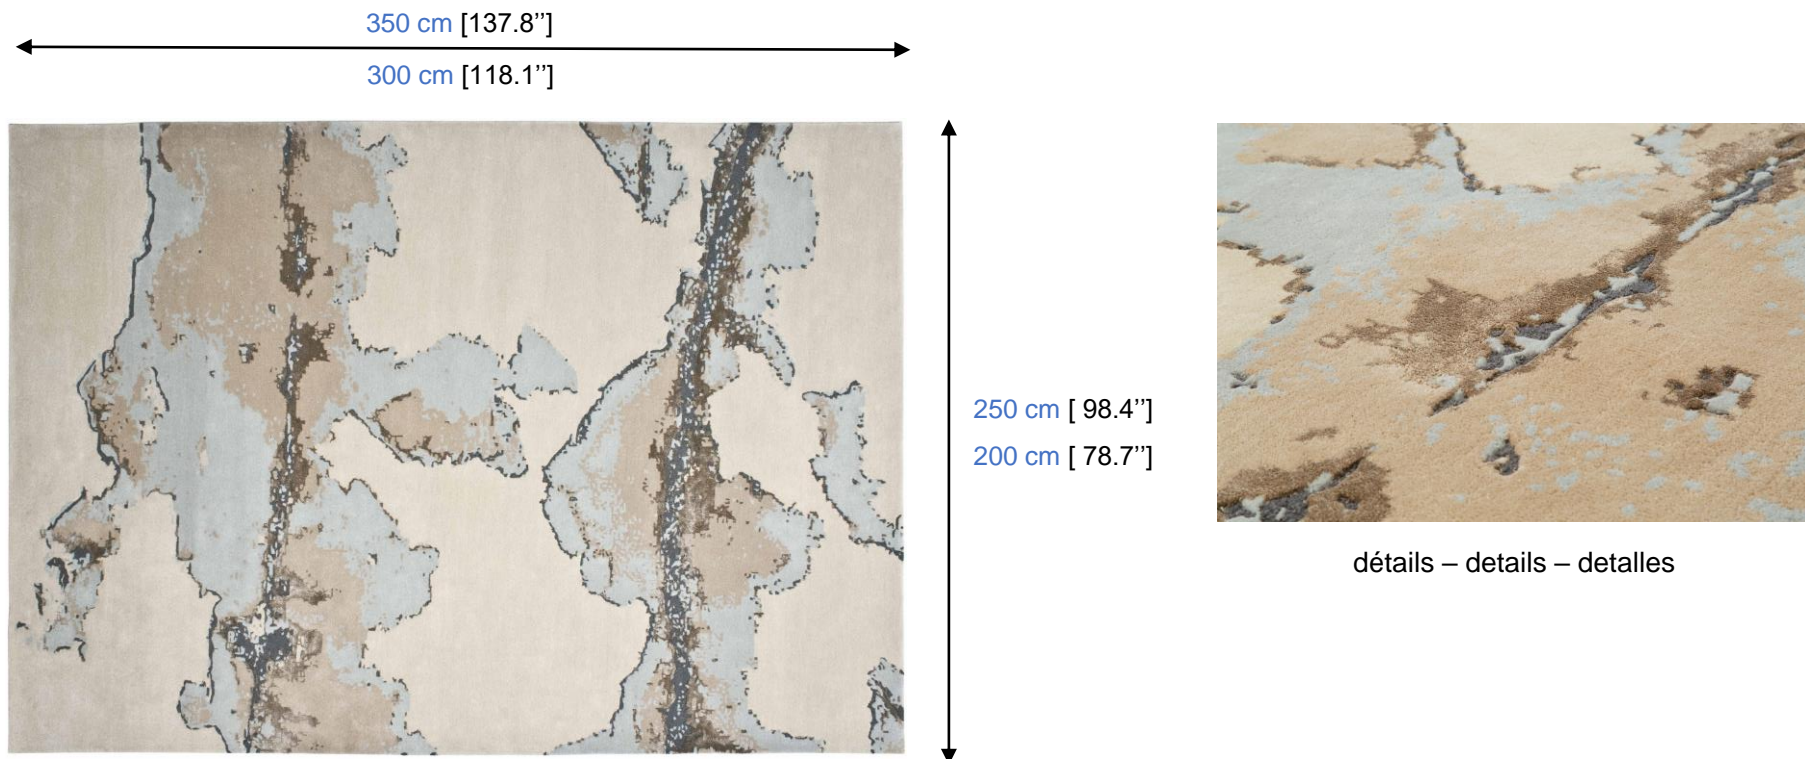 350 cm [137.8’’]
300 cm [118.1’’]
250 cm [ 98.4’’]
200 cm [ 78.7’’]
détails – details – detalles